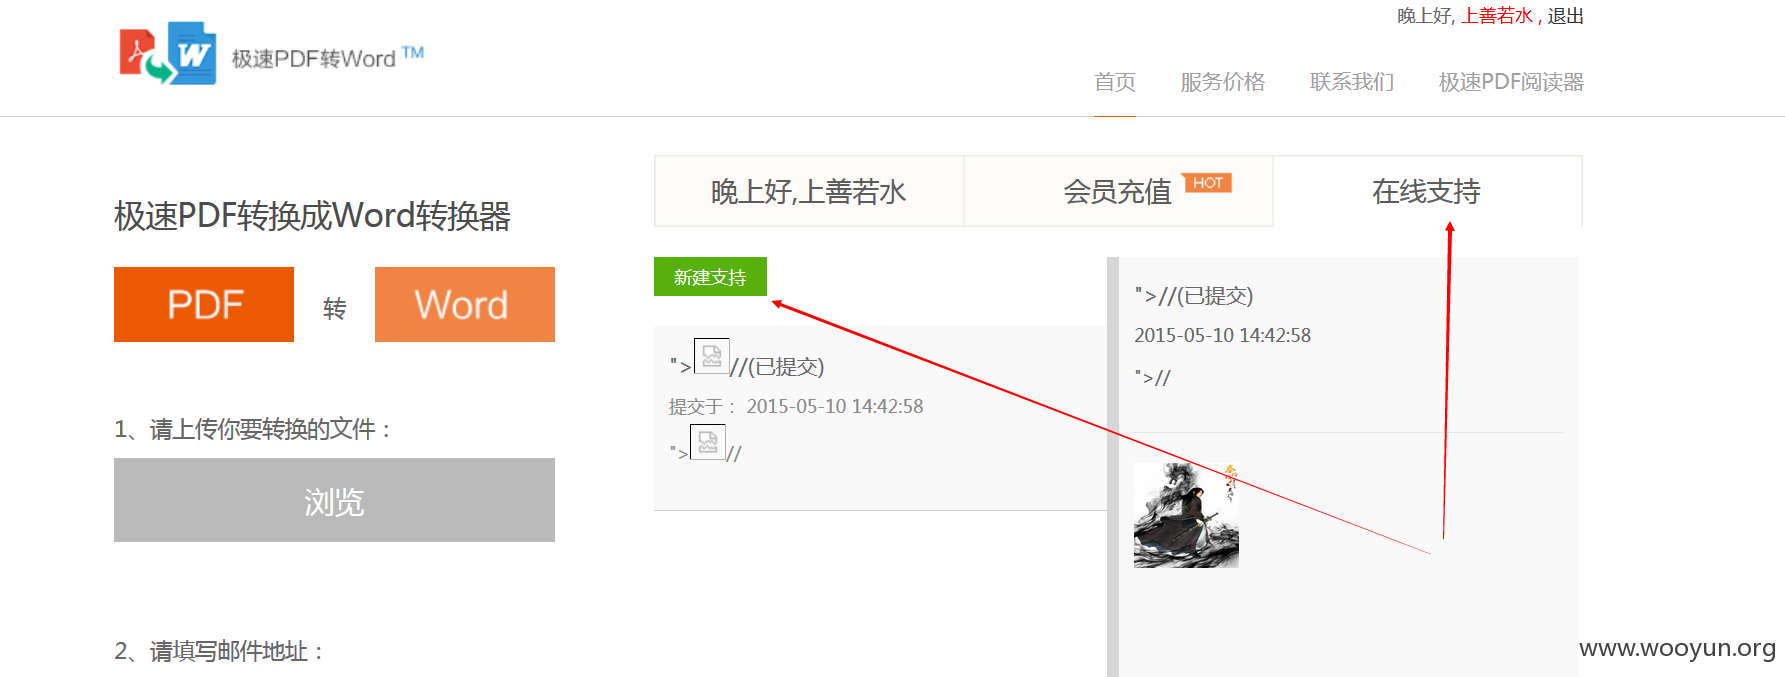 晚上好, 上善若水 , 退出
极速PDF转Word TM
首页 服务价格 联系我们 极速PDF阅读器
晚上好,上善若水 会员充值 HOT 在线支持
极速PDF转换成Word转换器
PDF 转 Word
1、请上传你要转换的文件：
浏览
2、请填写邮件地址：
新建支持
">//(已提交)
提交于： 2015-05-10 14:42:58
">//
">//(已提交)
2015-05-10 14:42:58
">//
www.wooyun.org